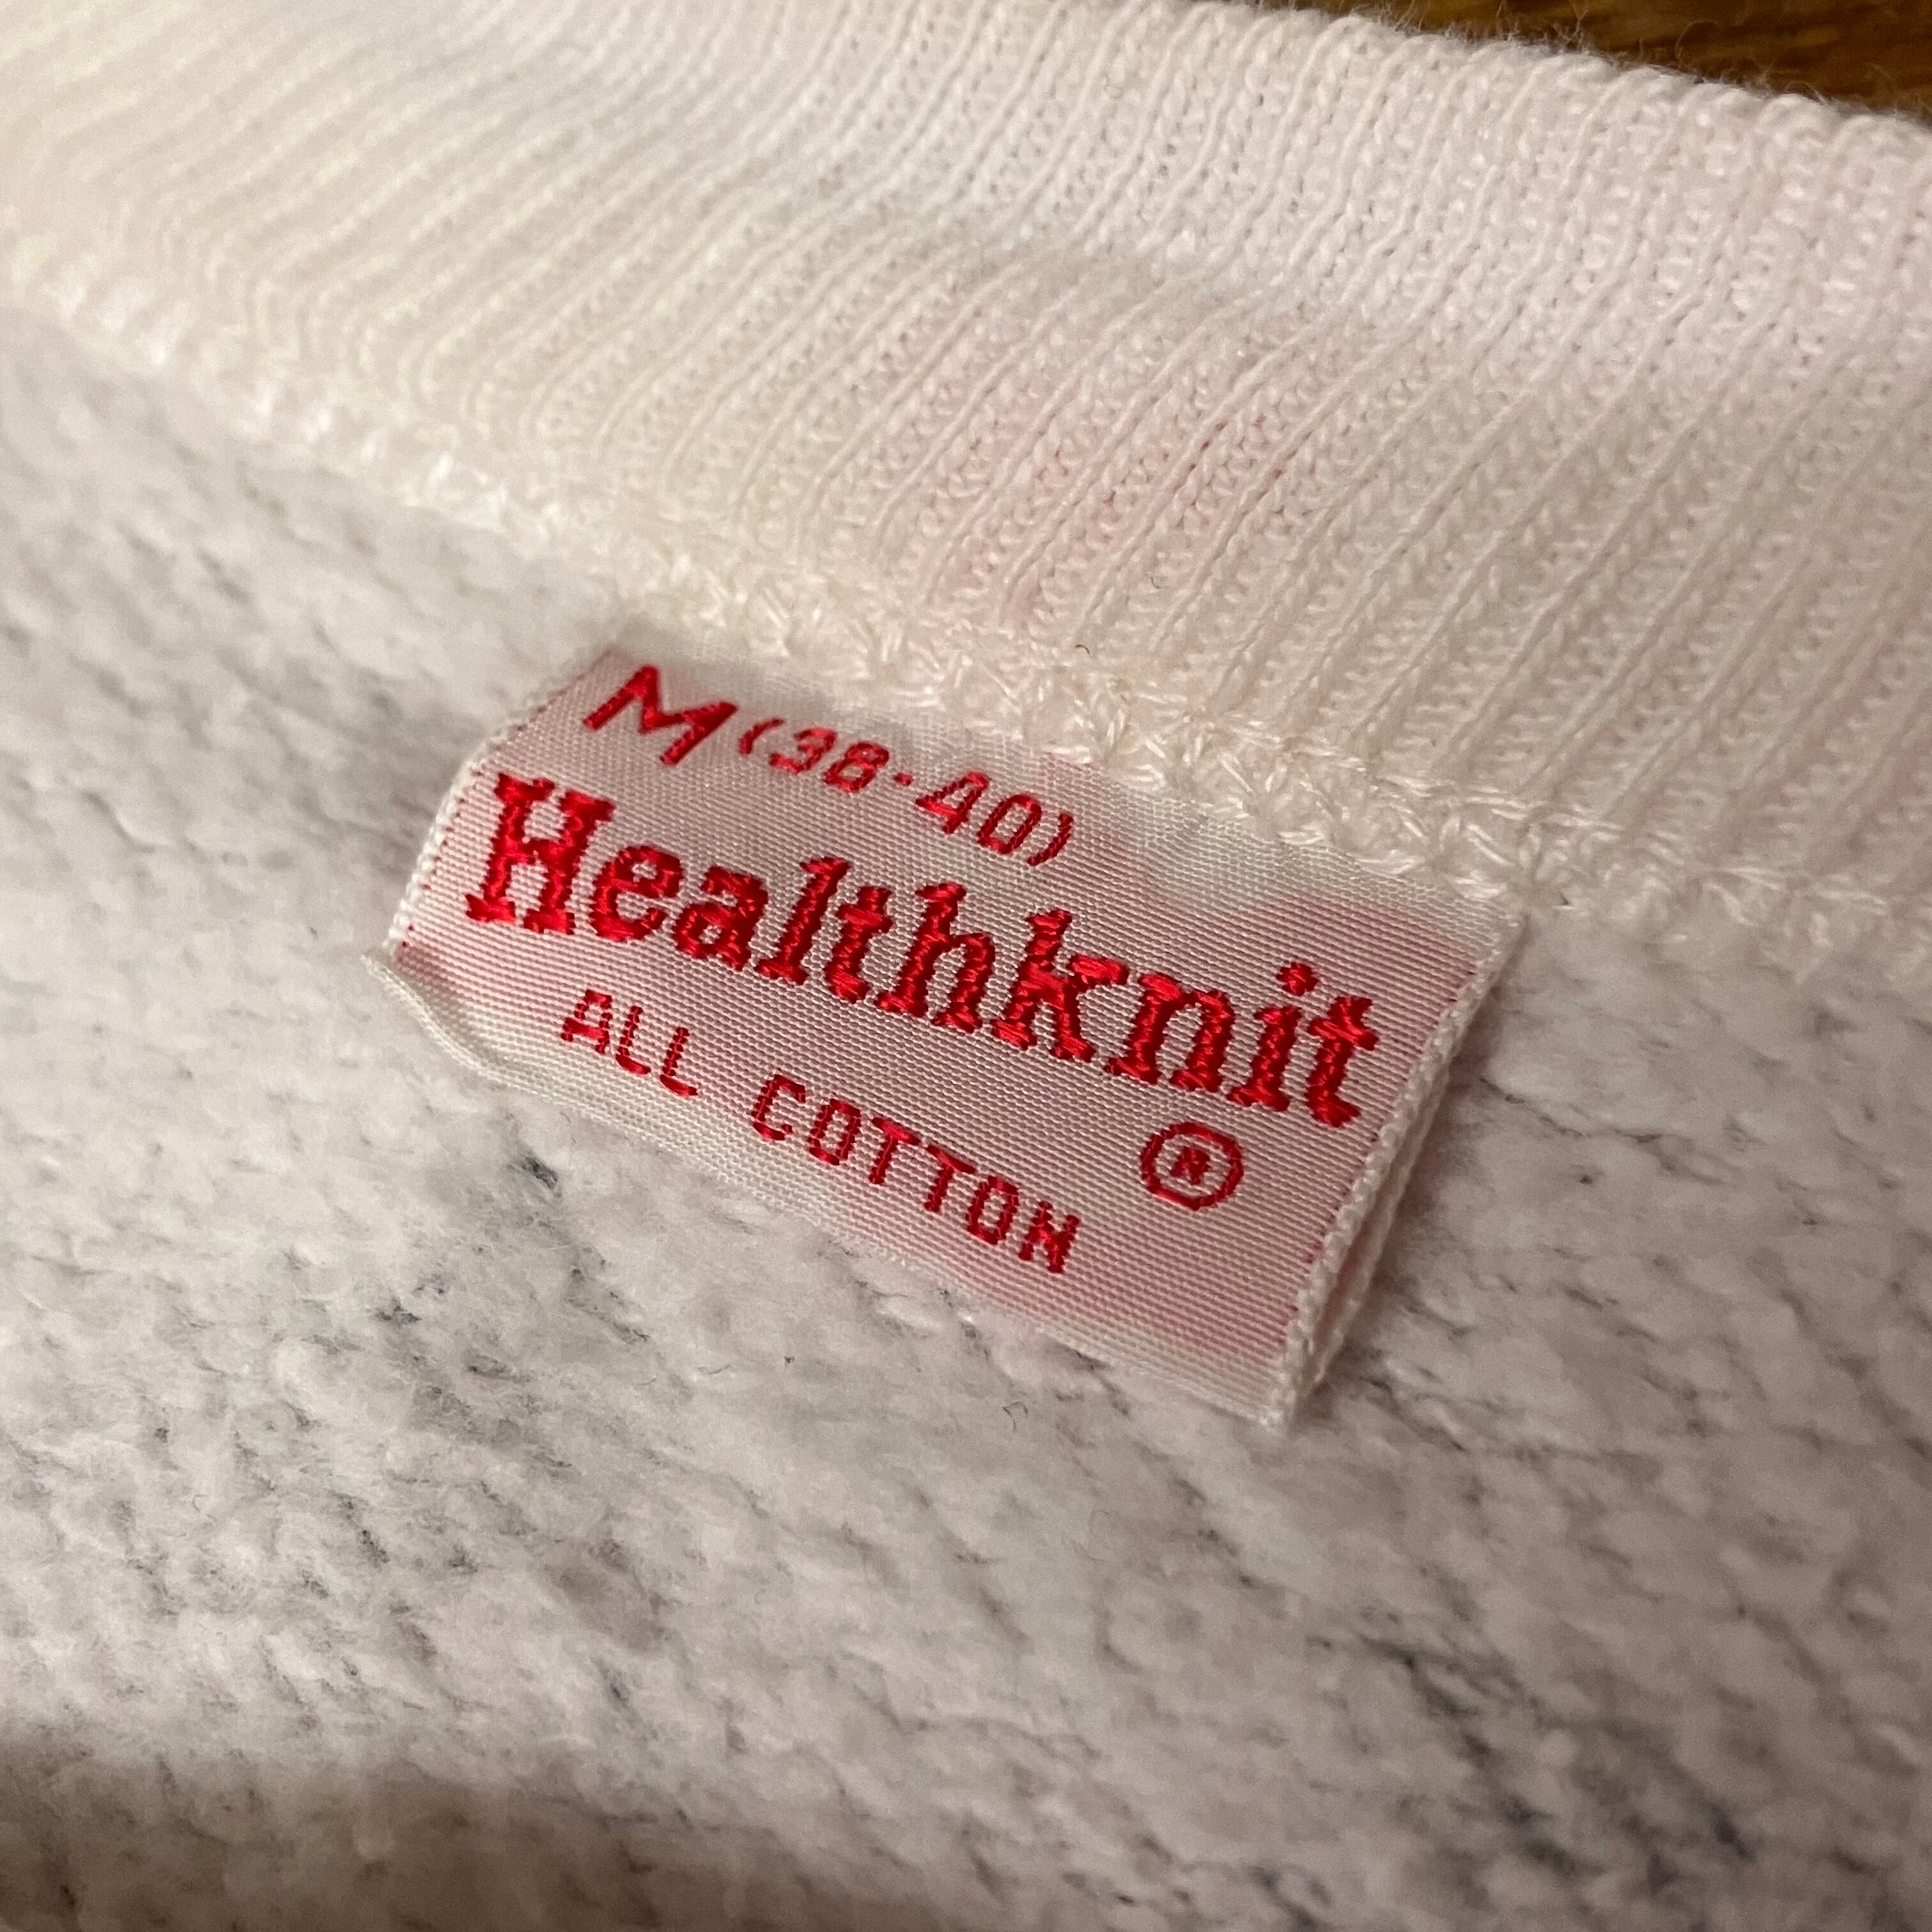 M (38-40)
Healthknit
®
ALL COTTON